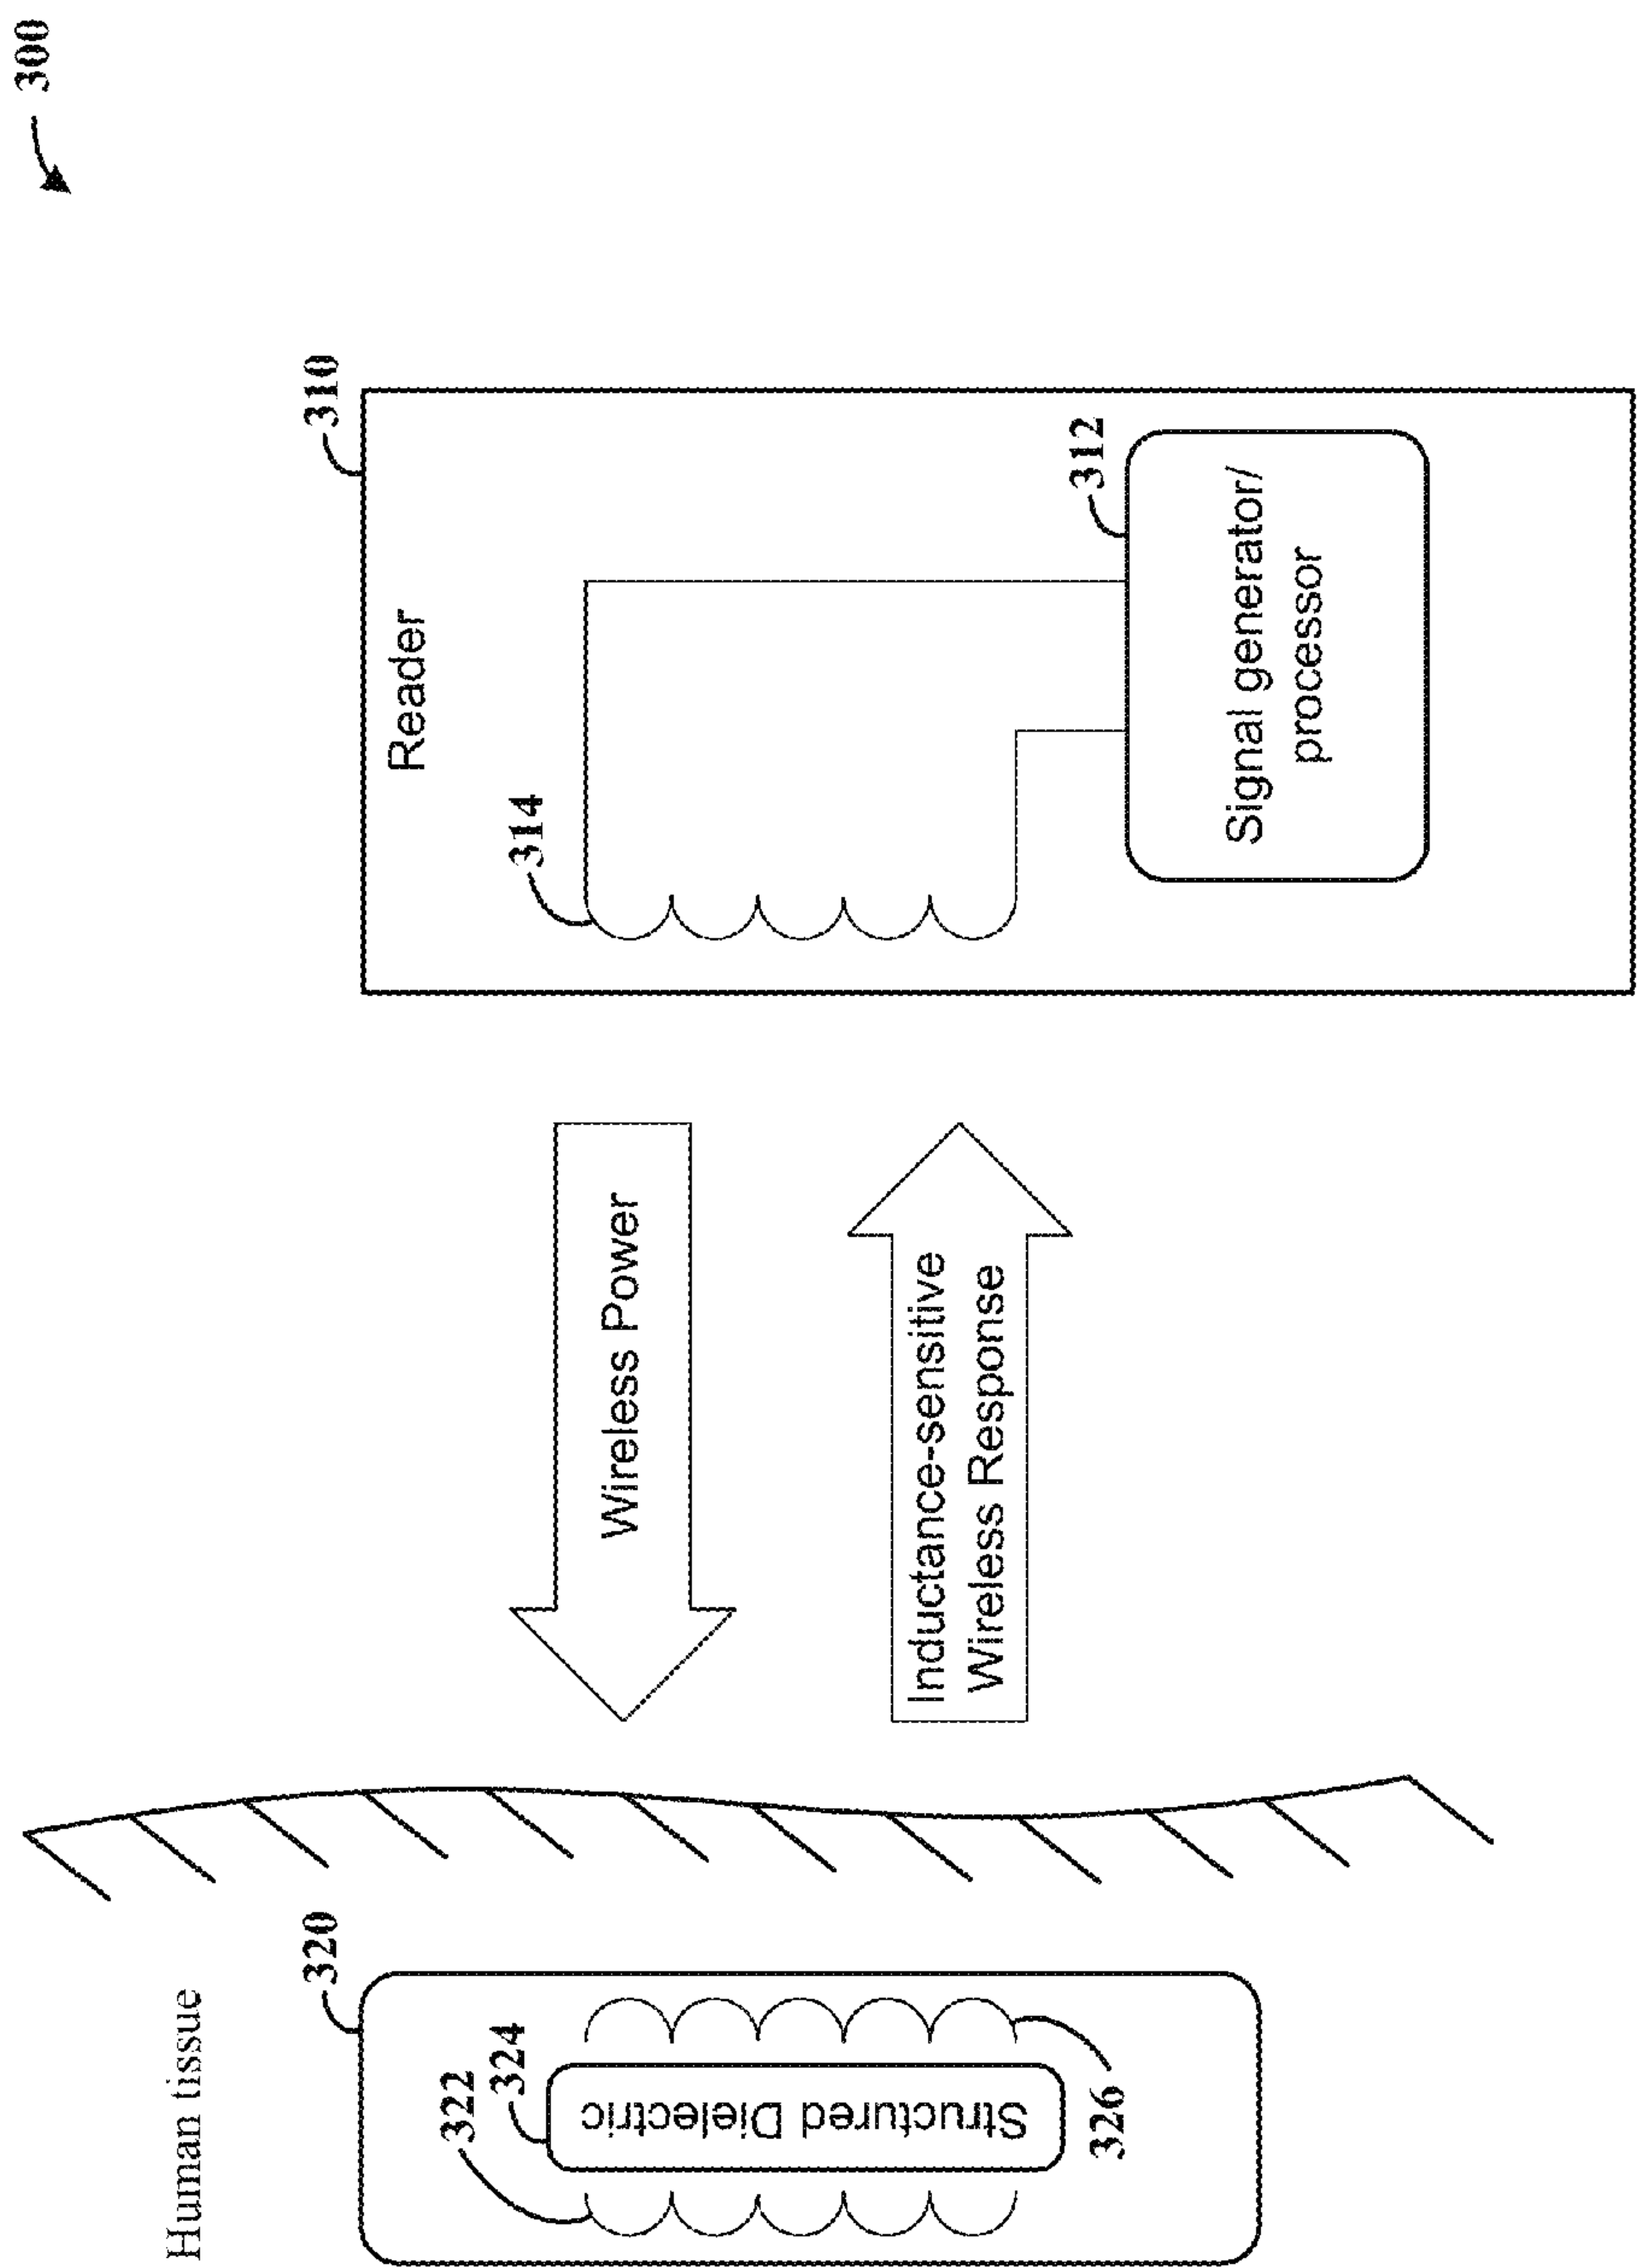 300
Human tissue
320
310
Reader
322
324
Structured Dielectric
326
Wireless Power
Inductance-sensitive
Wireless Response
314
312
Signal generator/
processor